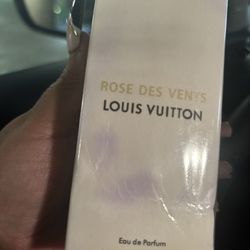 ROSE DES VENTS
LOUIS VUITTON
Eau de Parfum